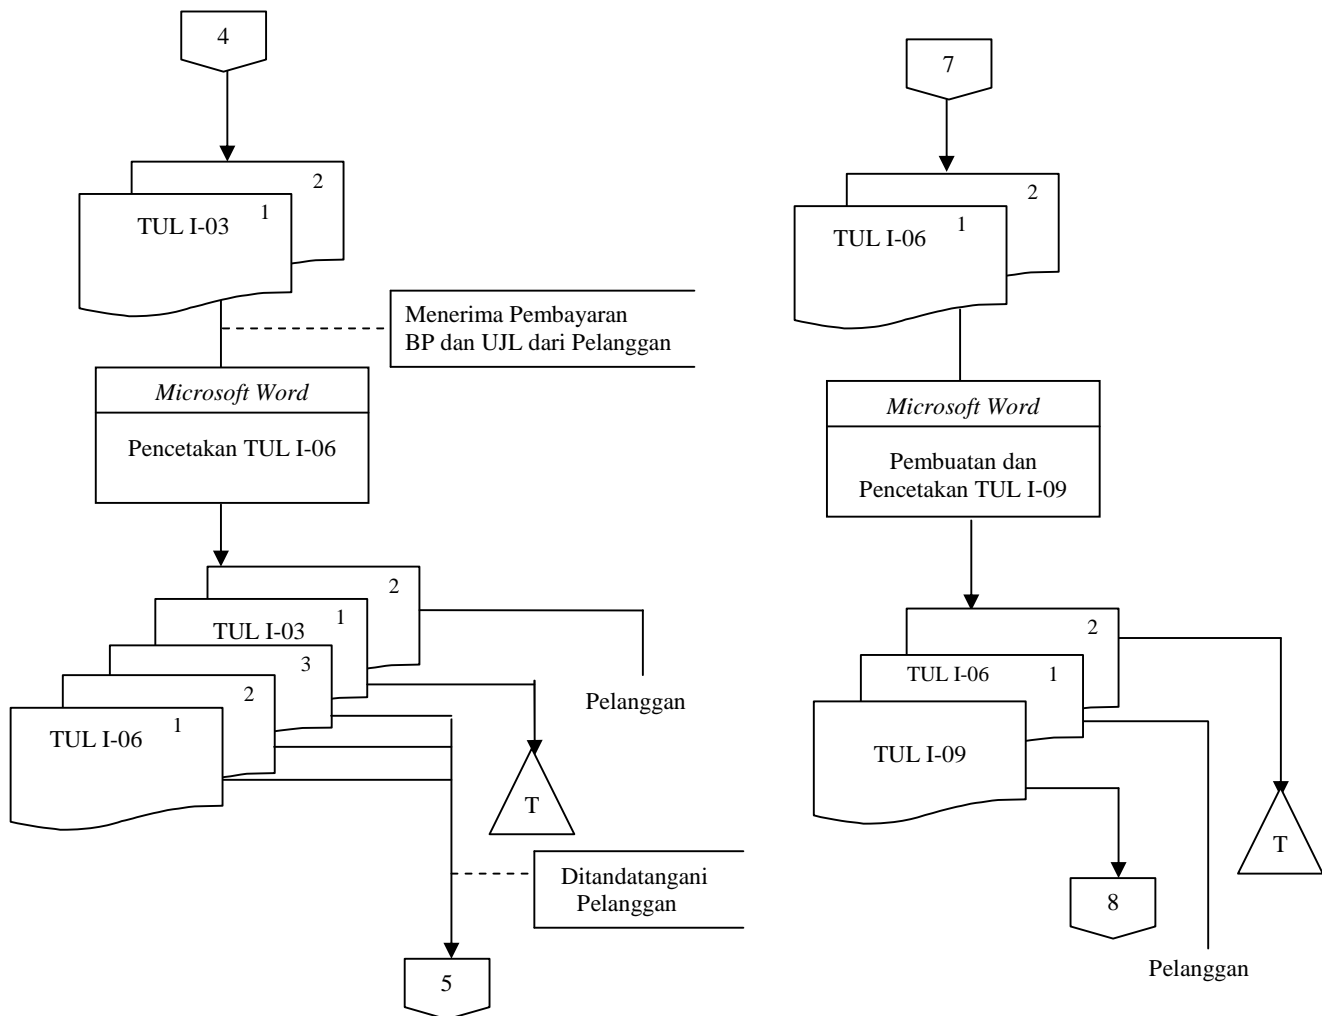 4
2
1
TUL I-03
Menerima Pembayaran
BP dan UJL dari Pelanggan
Microsoft Word
Pencetakan TUL I-06
2
1
TUL I-03
3
2
1
TUL I-06
Pelanggan
T
Ditandatangani
Pelanggan
5
7
2
1
TUL I-06
Microsoft Word
Pembuatan dan
Pencetakan TUL I-09
2
TUL I-06
1
TUL I-09
T
8
Pelanggan